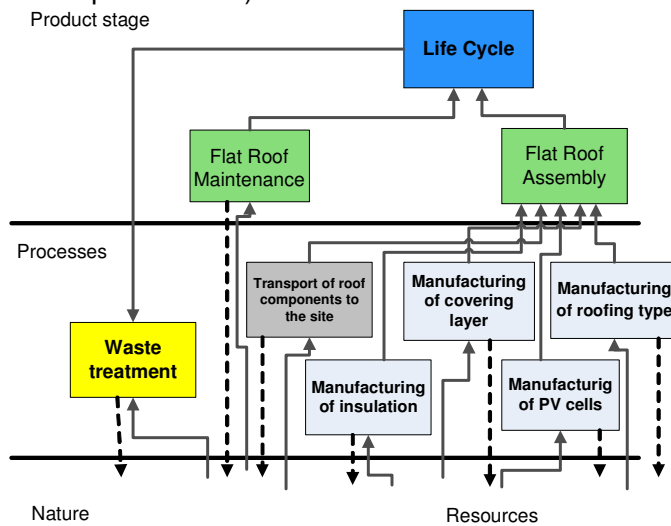 Product stage
Life Cycle
Flat Roof
Maintenance
Flat Roof
Assembly
Processes
Transport of roof
components to
the site
Manufacturing
of covering
layer
Manufacturing
of roofing type
Waste
treatment
Manufacturing
of insulation
Manufacturig
of PV cells
Nature
Resources